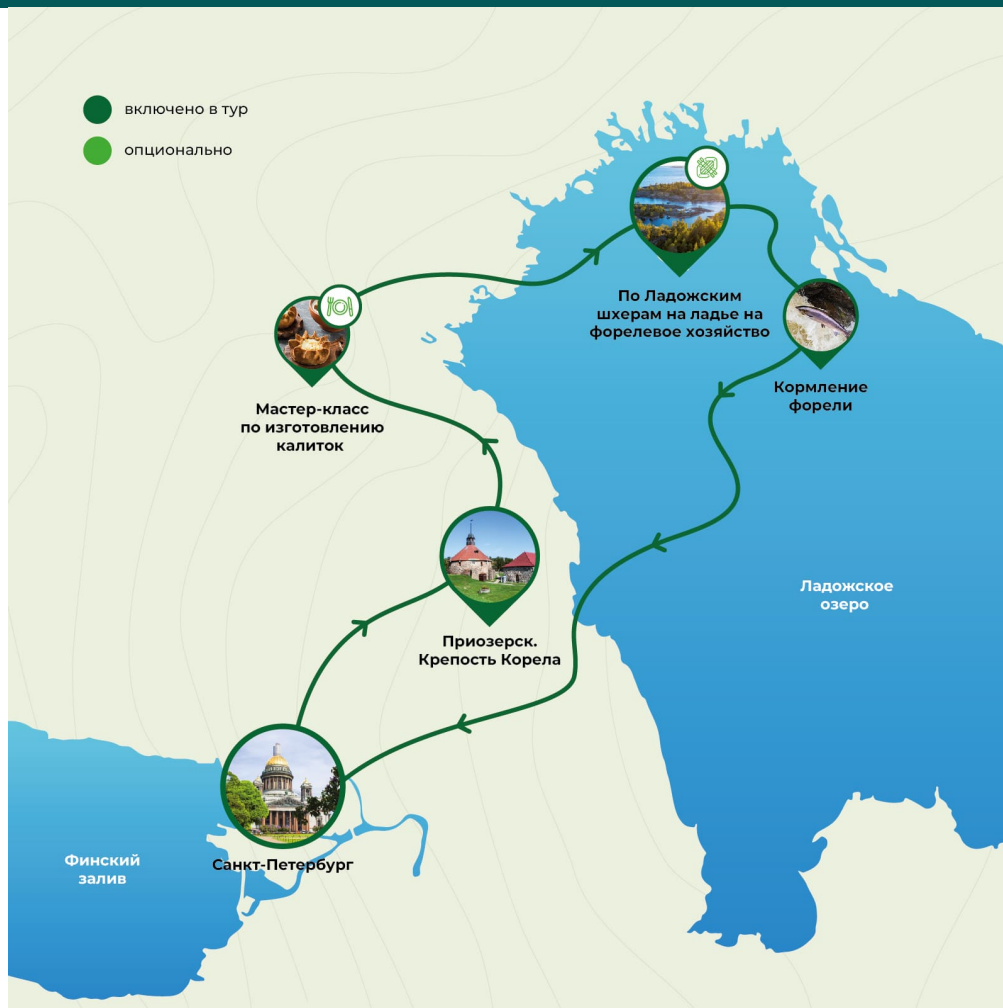 включено в тур
опционально
По Ладожским
шхерам на ладье на
форелевое хозяйство
Кормление
форели
Мастер-класс
по изготовлению
калиток
Ладожское
озеро
Приозерск.
Крепость Корела
Финский
залив
Санкт-Петербург